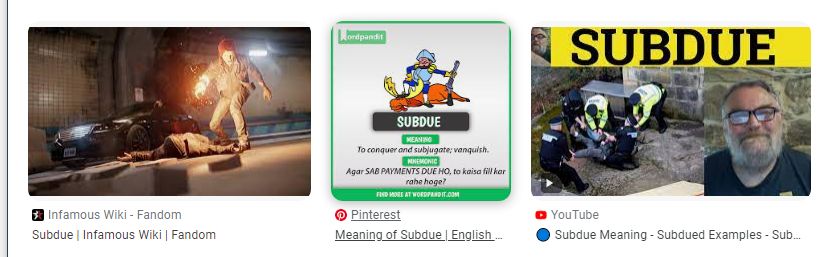 Wordpandit
SUBDUE
MEANING
To conquer and subjugate; vanquish.
MNEMONIC
Agar SAB PAYMENTS DUE HO, to kaisa fill kar
rahe hoge?
FIND MORE AT WORDPANDIT.COM
SUBDUE
Infamous Wiki - Fandom
Subdue | Infamous Wiki | Fandom
Pinterest
Meaning of Subdue | English ...
YouTube
Subdue Meaning - Subdued Examples - Sub...